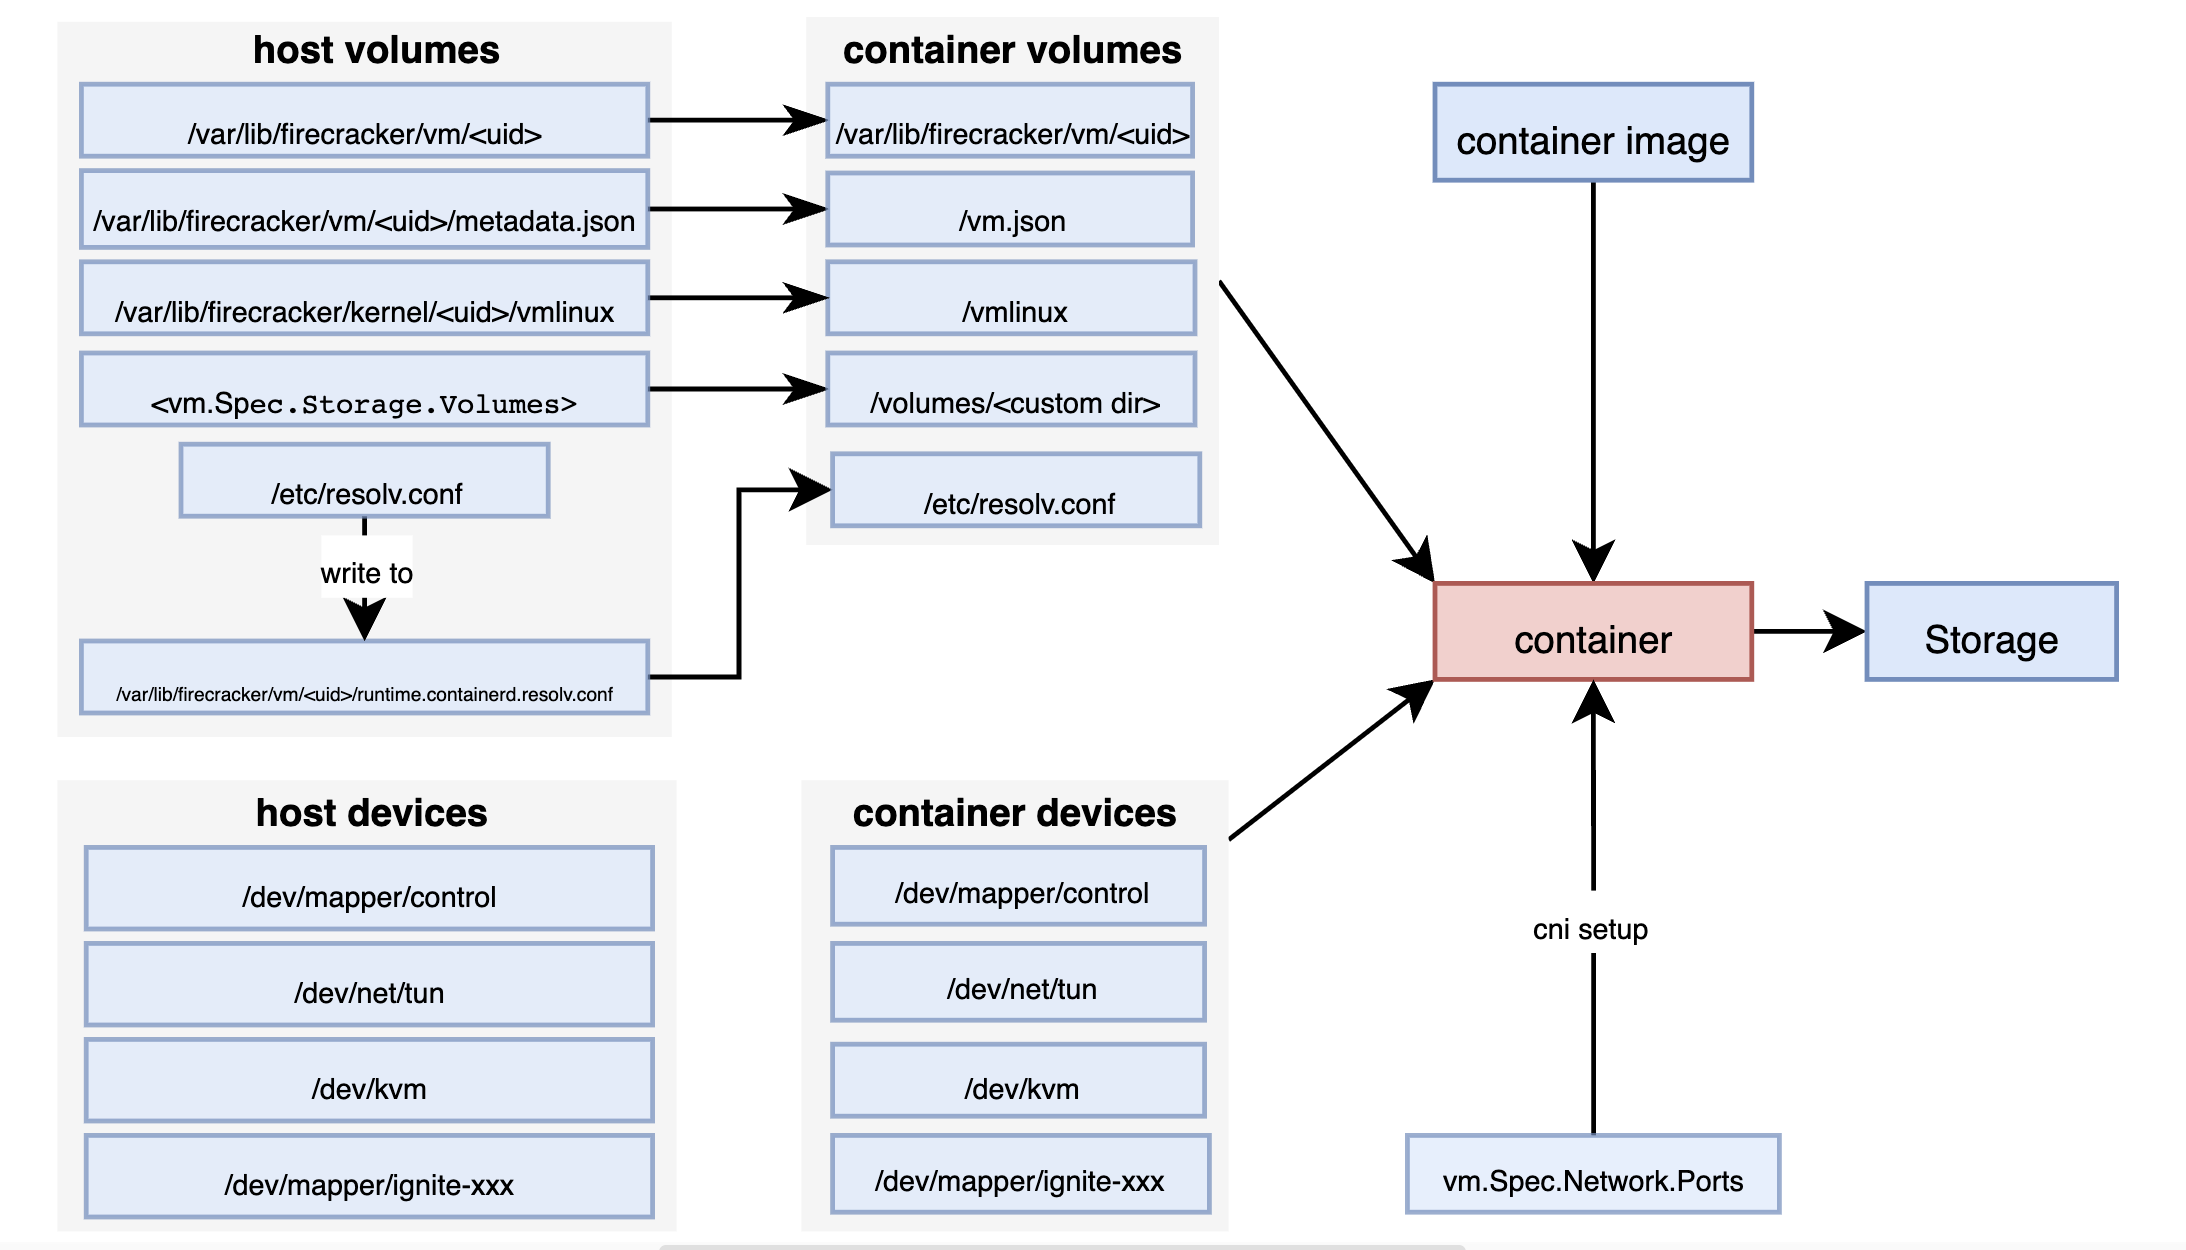 host volumes
/var/lib/firecracker/vm/<uid>
/var/lib/firecracker/vm/<uid>/metadata.json
/var/lib/firecracker/kernel/<uid>/vmlinux
<vm.Spec.Storage.Volumes>
/etc/resolv.conf
write to
/var/lib/firecracker/vm/<uid>/runtime.containerd.resolv.conf
container volumes
/var/lib/firecracker/vm/<uid>
/vm.json
/vmlinux
/volumes/<custom dir>
/etc/resolv.conf
container image
container
Storage
host devices
/dev/mapper/control
/dev/net/tun
/dev/kvm
/dev/mapper/ignite-xxx
container devices
/dev/mapper/control
/dev/net/tun
/dev/kvm
/dev/mapper/ignite-xxx
cni setup
vm.Spec.Network.Ports